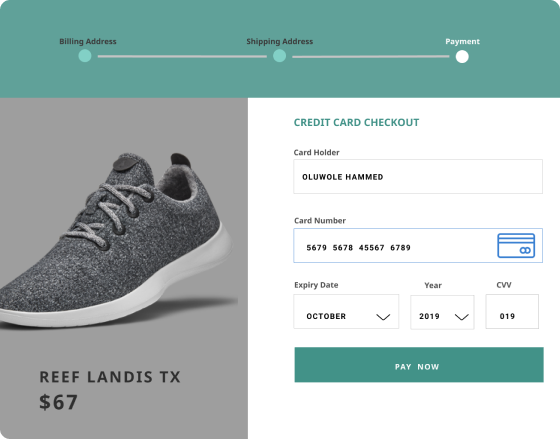 Billing Address
Shipping Address
Payment
CREDIT CARD CHECKOUT
Card Holder
OLUWOLE HAMMED
Card Number
5679 5678 45567 6789
Expiry Date
Year
CVV
OCTOBER
2019
019
PAY NOW
REEF LANDIS TX
$67